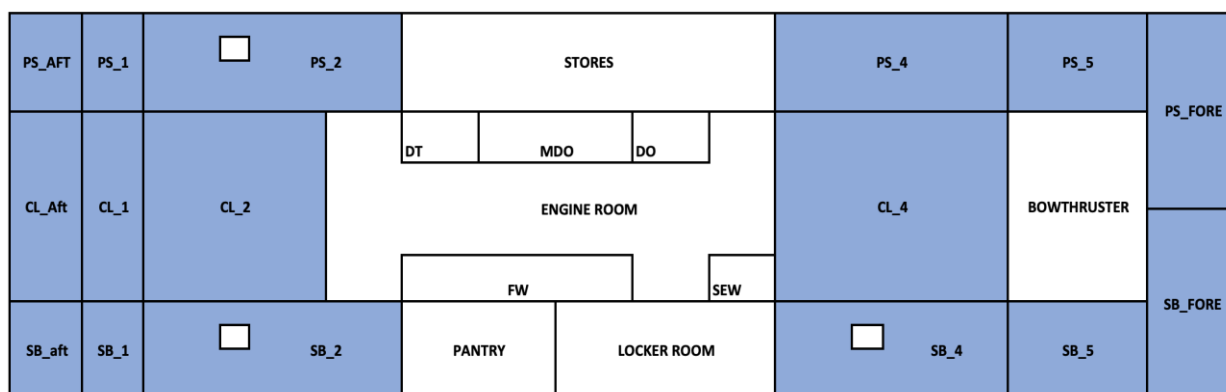 PS_AFT
PS_1
PS_2
STORES
PS_4
PS_5
PS_FORE
DT
MDO
DO
CL_Aft
CL_1
CL_2
ENGINE ROOM
CL_4
BOWTHRUSTER
FW
SEW
SB_FORE
SB_aft
SB_1
SB_2
PANTRY
LOCKER ROOM
SB_4
SB_5